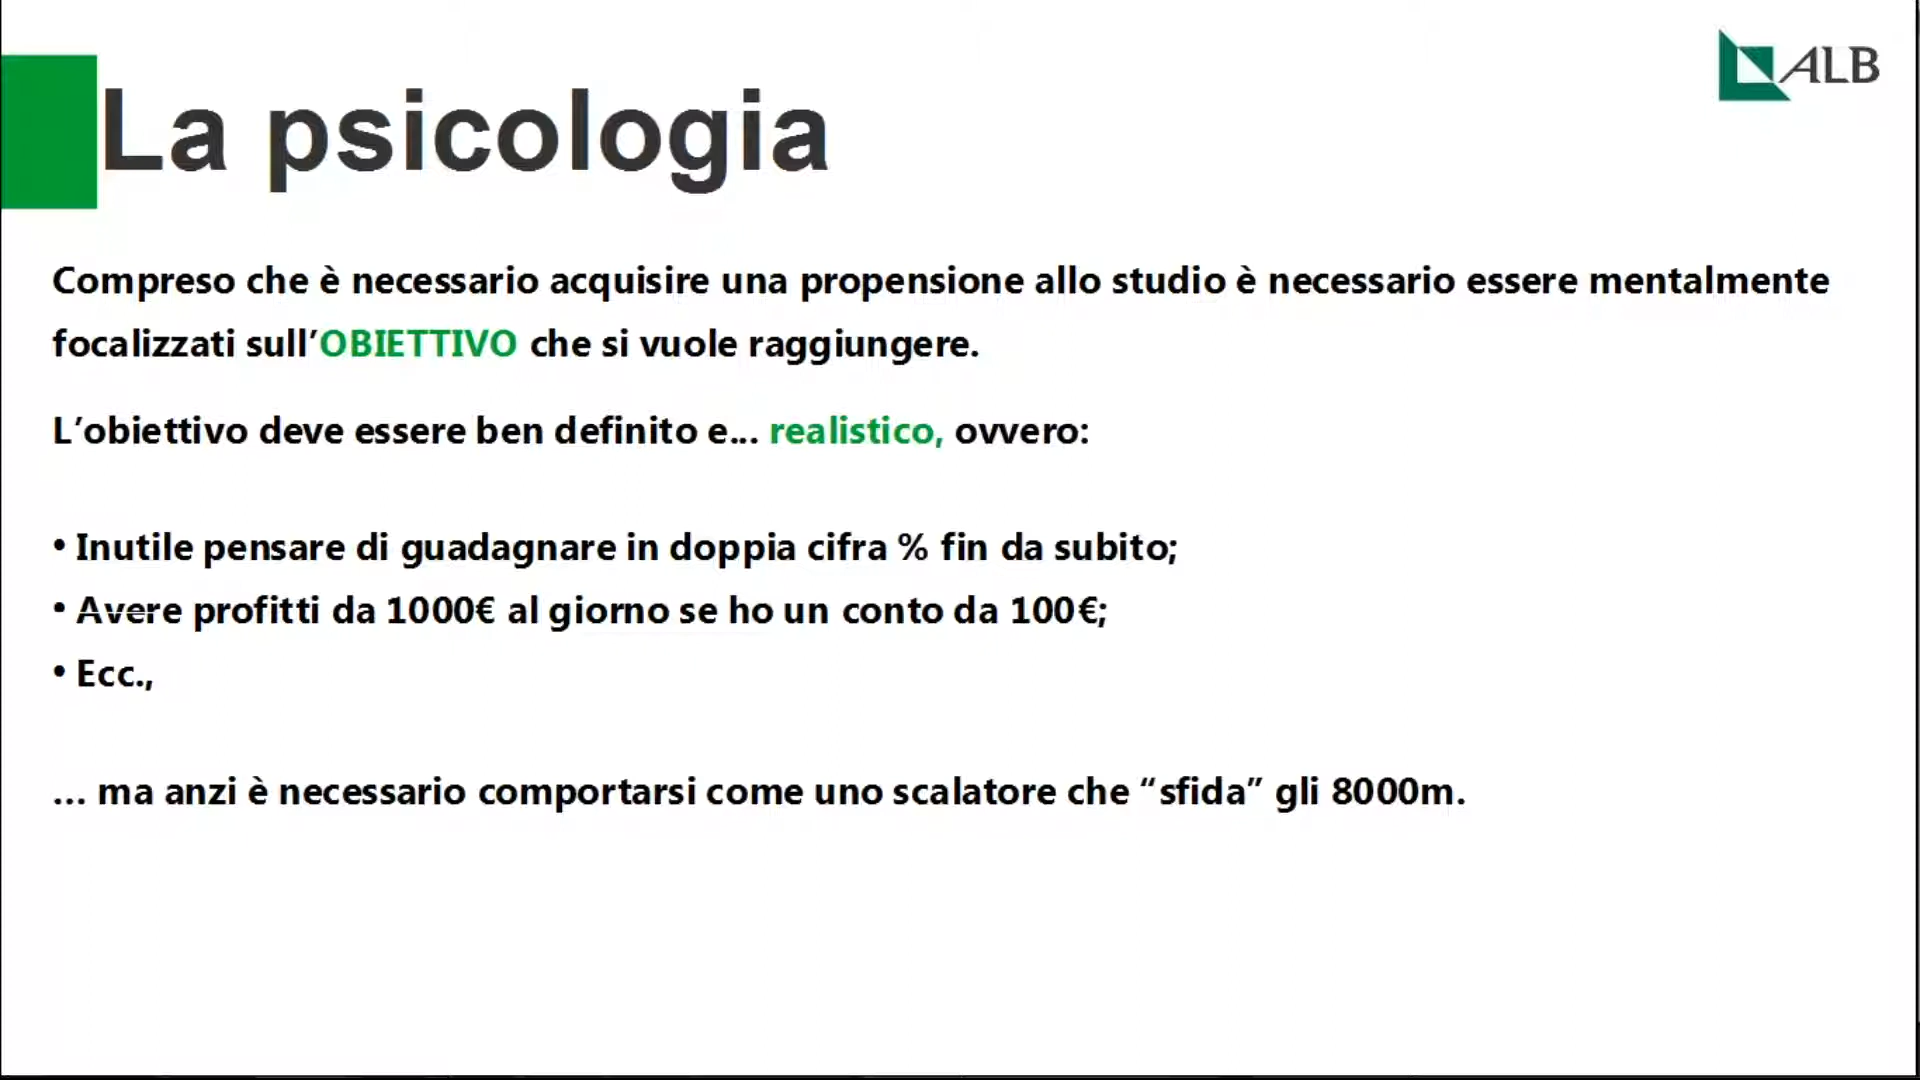 ALB
La psicologia
Compreso che è necessario acquisire una propensione allo studio è necessario essere mentalmente
focalizzati sull’OBIETTIVO che si vuole raggiungere.
L’obiettivo deve essere ben definito e... realistico, ovvero:
• Inutile pensare di guadagnare in doppia cifra % fin da subito;
• Avere profitti da 1000€ al giorno se ho un conto da 100€;
• Ecc.,
... ma anzi è necessario comportarsi come uno scalatore che “sfida” gli 8000m.